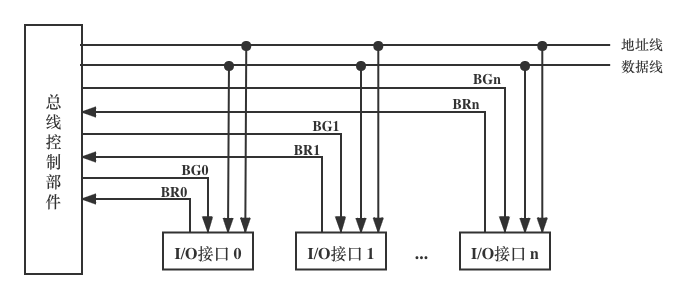 地址线
数据线
总线控制部件
BGn
BRn
BG1
BR1
BG0
BR0
I/O接口 0
I/O接口 1
...
I/O接口 n